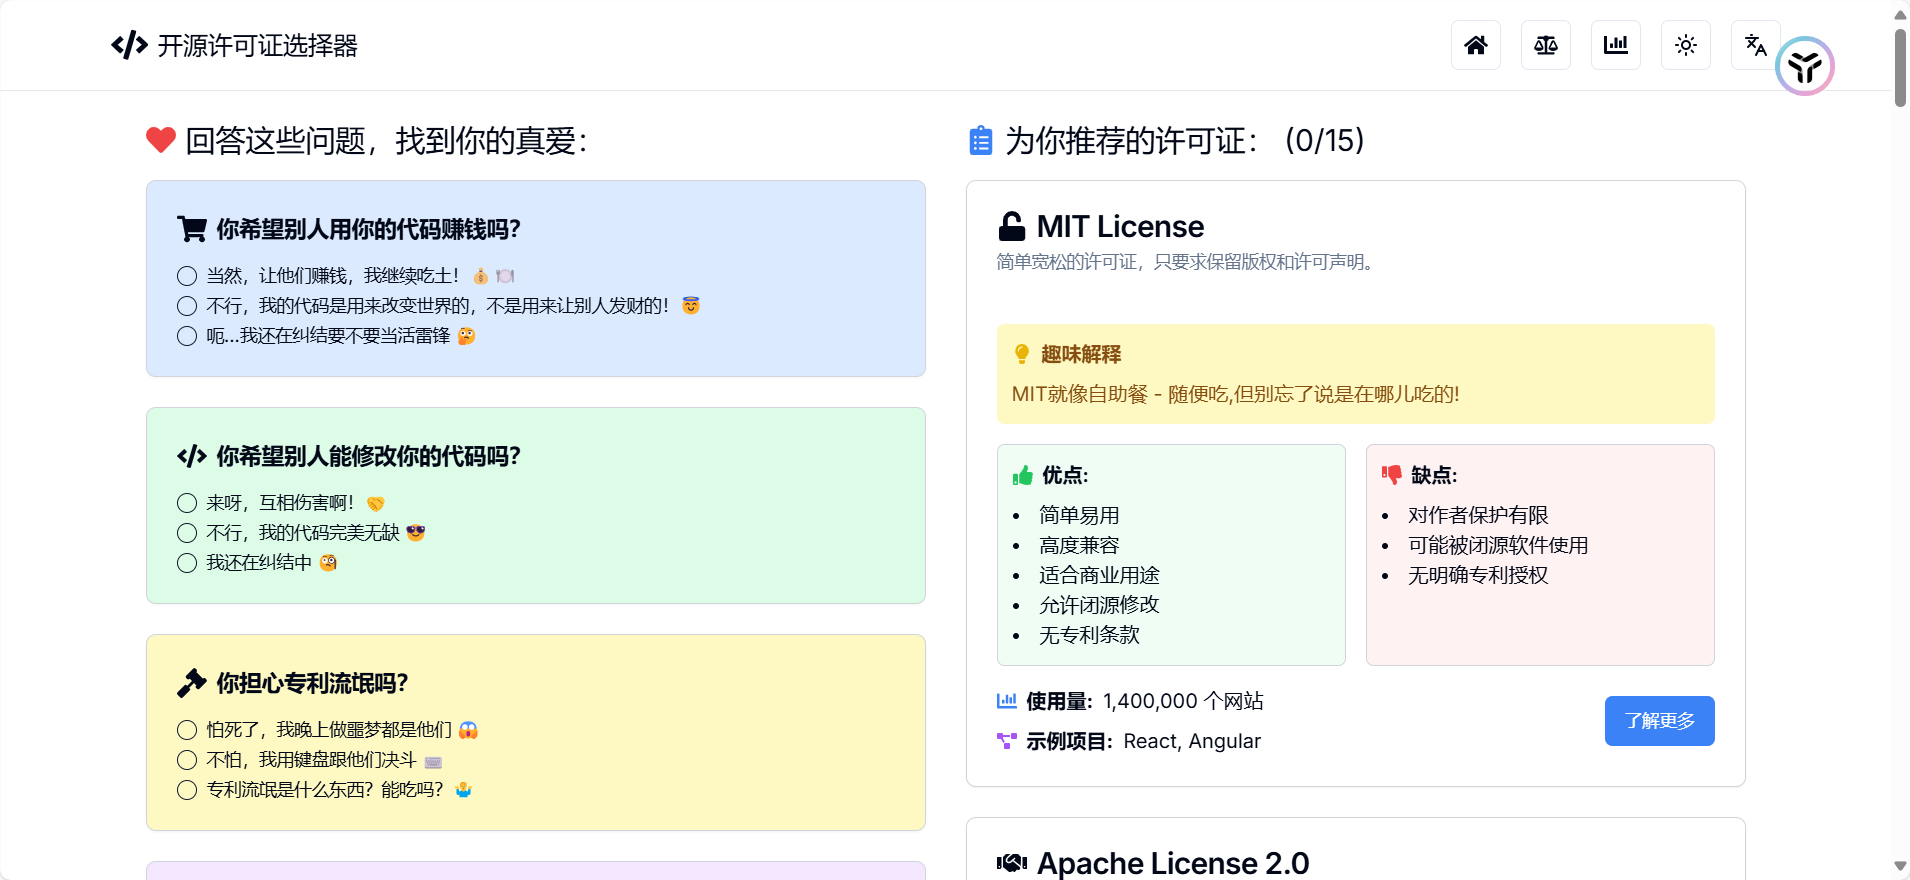 开源许可证选择器
回答这些问题，找到你的真爱：
你希望别人用你的代码赚钱吗？
当然，让他们赚钱，我继续吃土！ 💰 🍽️
不行，我的代码是用来改变世界的，不是用来让别人发财的！ 😇
呃...我还在纠结要不要当活雷锋 🤔
你希望别人能修改你的代码吗？
来呀，互相伤害啊！ 🤝
不行，我的代码完美无缺 😎
我还在纠结中 🧐
你担心专利流氓吗？
怕死了，我晚上做噩梦都是他们 😱
不怕，我用键盘跟他们决斗 ⌨️
专利流氓是什么东西？能吃吗？ 🤷
为你推荐的许可证： (0/15)
MIT License
简单宽松的许可证，只要求保留版权和许可声明。
趣味解释
MIT就像自助餐 - 随便吃,但别忘了说是在哪儿吃的!
优点:
• 简单易用
• 高度兼容
• 适合商业用途
• 允许闭源修改
• 无专利条款
缺点:
• 对作者保护有限
• 可能被闭源软件使用
• 无明确专利授权
使用量: 1,400,000 个网站
示例项目: React, Angular
了解更多
Apache License 2.0